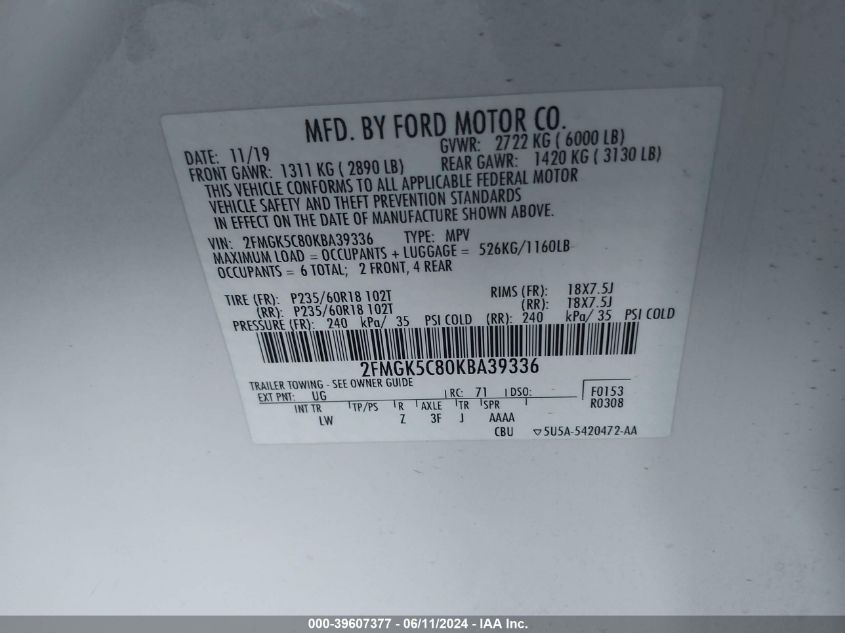 MFD. BY FORD MOTOR CO.
DATE: 11/19 GVWR: 2722 KG ( 6000 LB)
FRONT GAWR: 1311 KG ( 2890 LB) REAR GAWR: 1420 KG ( 3130 LB)
THIS VEHICLE CONFORMS TO ALL APPLICABLE FEDERAL MOTOR
VEHICLE SAFETY AND THEFT PREVENTION STANDARDS
IN EFFECT ON THE DATE OF MANUFACTURE SHOWN ABOVE.
VIN: 2FMGK5C80KBA39336 TYPE: MPV
MAXIMUM LOAD = OCCUPANTS + LUGGAGE = 526KG/1160LB
OCCUPANTS = 6 TOTAL; 2 FRONT, 4 REAR
TIRE (FR): P235/60R18 102T RIMS (FR): 18X7.5J
(RR): P235/60R18 102T (RR): 18X7.5J
PRESSURE (FR): 240 kPa/ 35 PSI COLD (RR): 240 kPa/ 35 PSI COLD
2FMGK5C80KBA39336
TRAILER TOWING - SEE OWNER GUIDE
EXT PNT: UG RC: 71 DSO: F0153
INT TR TP/PS R AXLE TR SPR R0308
LW Z 3F J AAAA
CBU ▽5U5A-5420472-AA
000-39607377 - 06/11/2024 - IAA Inc.